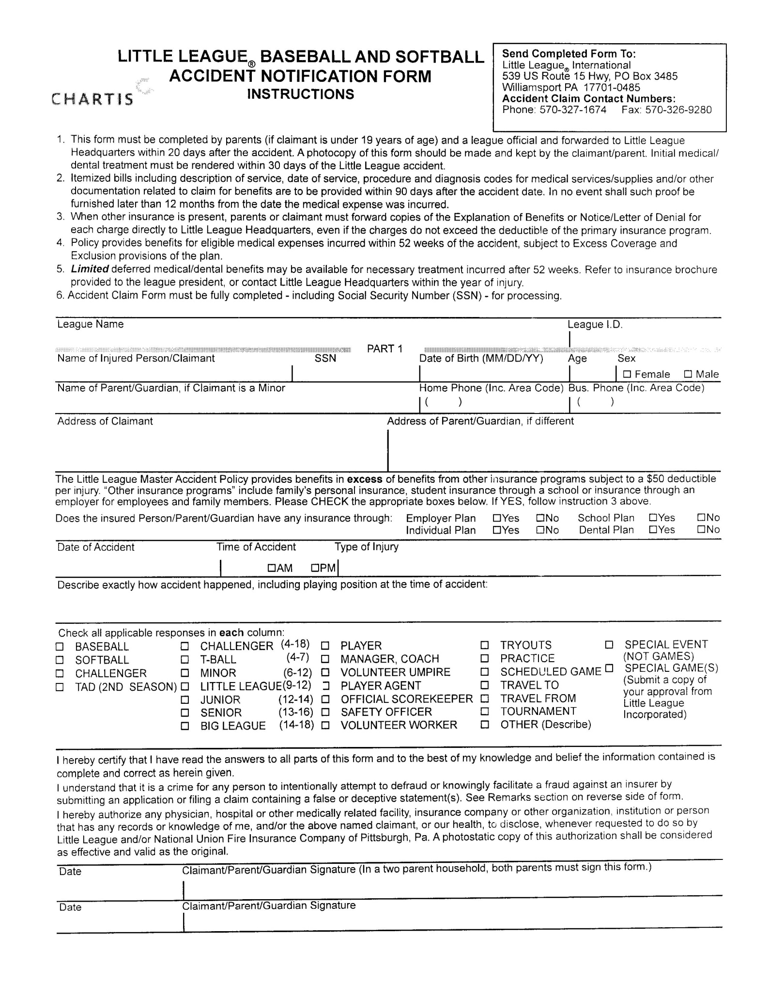 LITTLE LEAGUE® BASEBALL AND SOFTBALL
ACCIDENT NOTIFICATION FORM
INSTRUCTIONS
CHARTIS
Send Completed Form To:
Little League® International
539 US Route 15 Hwy, PO Box 3485
Williamsport PA 17701-0485
Accident Claim Contact Numbers:
Phone: 570-327-1674 Fax: 570-326-9280
1. This form must be completed by parents (if claimant is under 19 years of age) and a league official and forwarded to Little League
Headquarters within 20 days after the accident. A photocopy of this form should be made and kept by the claimant/parent. Initial medical/
dental treatment must be rendered within 30 days of the Little League accident.
2. Itemized bills including description of service, date of service, procedure and diagnosis codes for medical services/supplies and/or other
documentation related to claim for benefits are to be provided within 90 days after the accident date. In no event shall such proof be
furnished later than 12 months from the date the medical expense was incurred.
3. When other insurance is present, parents or claimant must forward copies of the Explanation of Benefits or Notice/Letter of Denial for
each charge directly to Little League Headquarters, even if the charges do not exceed the deductible of the primary insurance program.
4. Policy provides benefits for eligible medical expenses incurred within 52 weeks of the accident, subject to Excess Coverage and
Exclusion provisions of the plan.
5. Limited deferred medical/dental benefits may be available for necessary treatment incurred after 52 weeks. Refer to insurance brochure
provided to the league president, or contact Little League Headquarters within the year of injury.
6. Accident Claim Form must be fully completed - including Social Security Number (SSN) - for processing.
League Name League I.D.
PART 1
Name of Injured Person/Claimant SSN Date of Birth (MM/DD/YY) Age Sex
☐ Female ☐ Male
Name of Parent/Guardian, if Claimant is a Minor Home Phone (Inc. Area Code) Bus. Phone (Inc. Area Code)
( ) ( )
Address of Claimant Address of Parent/Guardian, if different
The Little League Master Accident Policy provides benefits in excess of benefits from other insurance programs subject to a $50 deductible
per injury. “Other insurance programs” include family's personal insurance, student insurance through a school or insurance through an
employer for employees and family members. Please CHECK the appropriate boxes below. If YES, follow instruction 3 above.
Does the insured Person/Parent/Guardian have any insurance through: Employer Plan ☐Yes ☐No School Plan ☐Yes ☐No
Individual Plan ☐Yes ☐No Dental Plan ☐Yes ☐No
Date of Accident Time of Accident Type of Injury
☐AM ☐PM
Describe exactly how accident happened, including playing position at the time of accident:
Check all applicable responses in each column:
☐ BASEBALL ☐ CHALLENGER (4-18) ☐ PLAYER ☐ TRYOUTS ☐ SPECIAL EVENT
☐ SOFTBALL ☐ T-BALL (4-7) ☐ MANAGER, COACH ☐ PRACTICE (NOT GAMES)
☐ CHALLENGER ☐ MINOR (6-12) ☐ VOLUNTEER UMPIRE ☐ SCHEDULED GAME ☐ SPECIAL GAME(S)
☐ TAD (2ND SEASON) ☐ LITTLE LEAGUE(9-12) ☐ PLAYER AGENT ☐ TRAVEL TO (Submit a copy of
☐ JUNIOR (12-14) ☐ OFFICIAL SCOREKEEPER ☐ TRAVEL FROM your approval from
☐ SENIOR (13-16) ☐ SAFETY OFFICER ☐ TOURNAMENT Little League
☐ BIG LEAGUE (14-18) ☐ VOLUNTEER WORKER ☐ OTHER (Describe) Incorporated)
I hereby certify that I have read the answers to all parts of this form and to the best of my knowledge and belief the information contained is
complete and correct as herein given.
I understand that it is a crime for any person to intentionally attempt to defraud or knowingly facilitate a fraud against an insurer by
submitting an application or filing a claim containing a false or deceptive statement(s). See Remarks section on reverse side of form.
I hereby authorize any physician, hospital or other medically related facility, insurance company or other organization, institution or person
that has any records or knowledge of me, and/or the above named claimant, or our health, to disclose, whenever requested to do so by
Little League and/or National Union Fire Insurance Company of Pittsburgh, Pa. A photostatic copy of this authorization shall be considered
as effective and valid as the original.
Date Claimant/Parent/Guardian Signature (In a two parent household, both parents must sign this form.)
Date Claimant/Parent/Guardian Signature